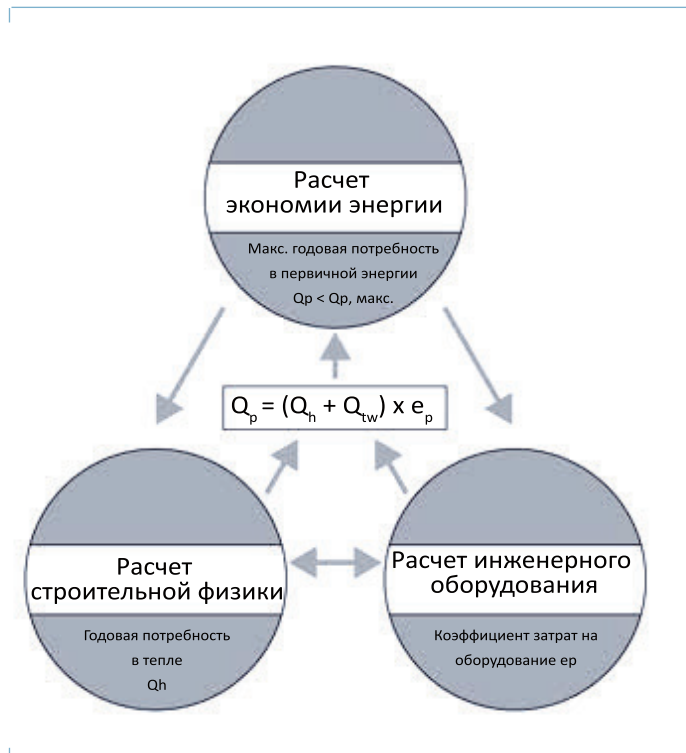 Расчет
экономии энергии
Макс. годовая потребность
в первичной энергии
Qp < Qp, макс.
Qp = (Qh + Qtw) x ep
Расчет
строительной физики
Годовая потребность
в тепле
Qh
Расчет инженерного
оборудования
Коэффициент затрат на
оборудование ep